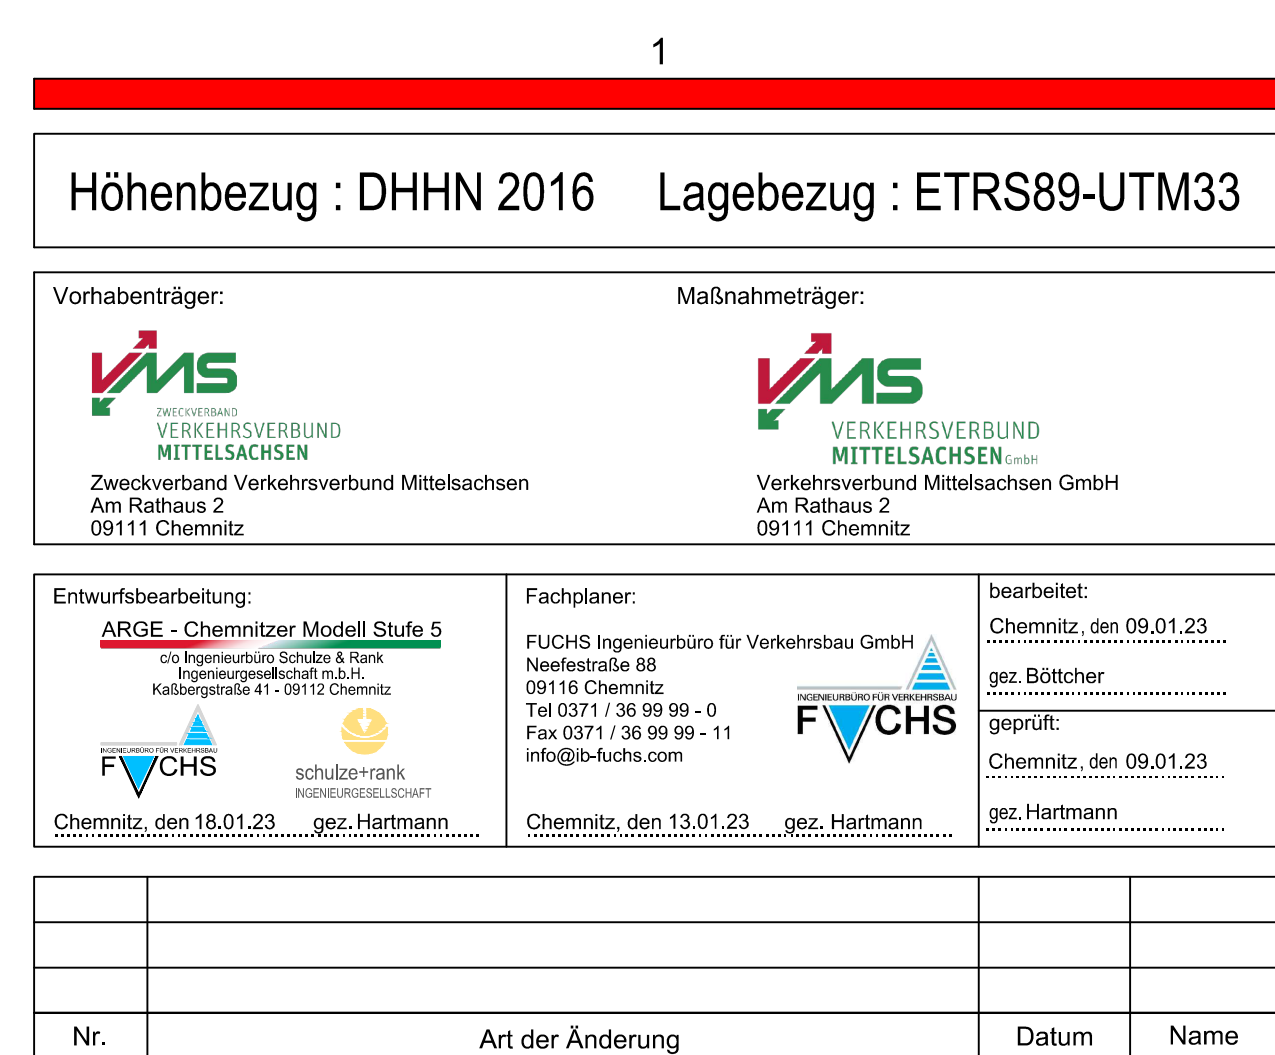 1
Höhenbezug : DHHN 2016 Lagebezug : ETRS89-UTM33
Vorhabenträger:
VMS
ZWECKVERBAND
VERKEHRSVERBUND
MITTELSACHSEN
Zweckverband Verkehrsverbund Mittelsachsen
Am Rathaus 2
09111 Chemnitz
Maßnahmeträger:
VMS
VERKEHRSVERBUND
MITTELSACHSEN GmbH
Verkehrsverbund Mittelsachsen GmbH
Am Rathaus 2
09111 Chemnitz
Entwurfsbearbeitung:
ARGE - Chemnitzer Modell Stufe 5
c/o Ingenieurbüro Schulze & Rank
Ingenieurgesellschaft m.b.H.
Kaßbergstraße 41 - 09112 Chemnitz
INGENIEURBÜRO FÜR VERKEHRSBAU
FUCHS
schulze+rank
INGENIEURGESELLSCHAFT
Chemnitz, den 18.01.23 gez. Hartmann
Fachplaner:
FUCHS Ingenieurbüro für Verkehrsbau GmbH
Neefestraße 88
09116 Chemnitz
Tel 0371 / 36 99 99 - 0
Fax 0371 / 36 99 99 - 11
info@ib-fuchs.com
INGENIEURBÜRO FÜR VERKEHRSBAU
FUCHS
Chemnitz, den 13.01.23 gez. Hartmann
bearbeitet:
Chemnitz, den 09.01.23
gez. Böttcher
geprüft:
Chemnitz, den 09.01.23
gez. Hartmann
Nr. Art der Änderung Datum Name